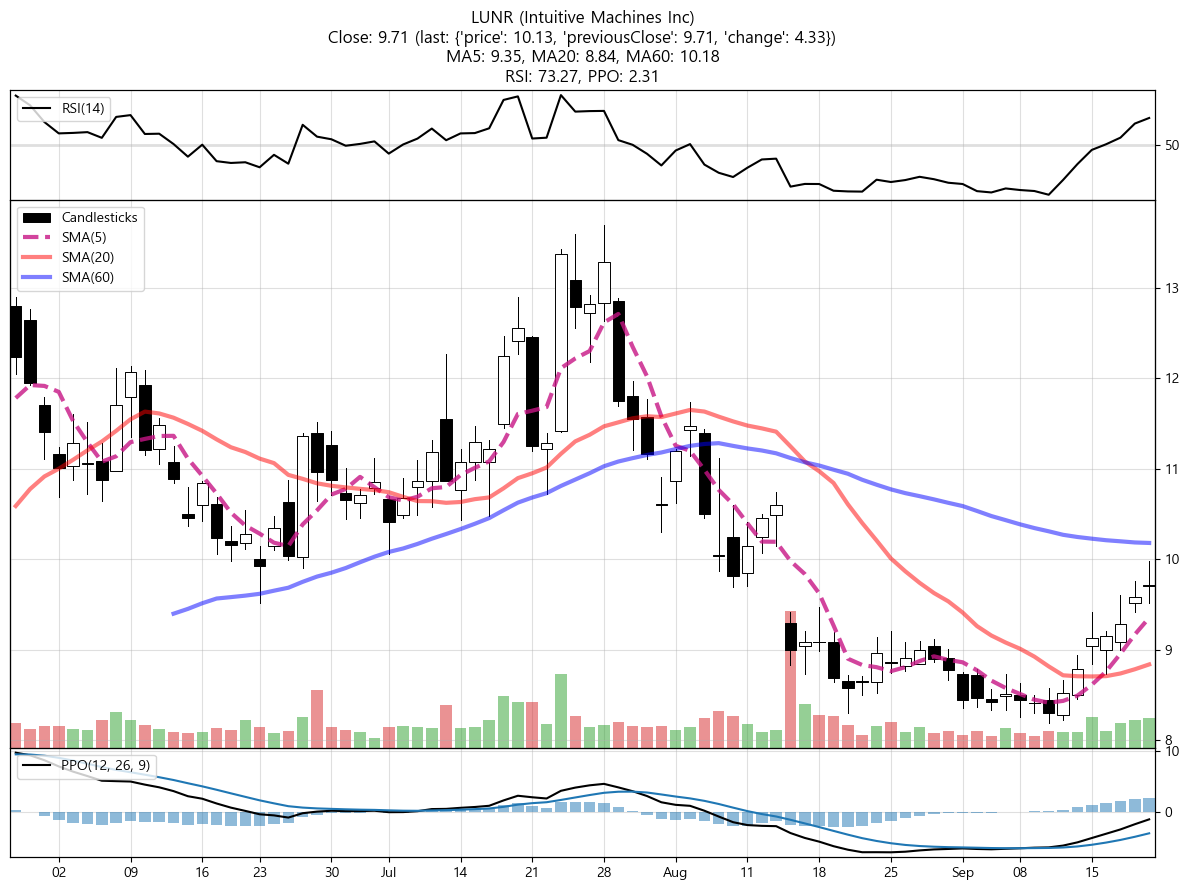 LUNR (Intuitive Machines Inc)
Close: 9.71 (last: {'price': 10.13, 'previousClose': 9.71, 'change': 4.33})
MA5: 9.35, MA20: 8.84, MA60: 10.18
RSI: 73.27, PPO: 2.31
RSI(14)
50
Candlesticks
SMA(5)
SMA(20)
SMA(60)
13
12
11
10
9
8
PPO(12, 26, 9)
10
0
02 09 16 23 Jul 14 21 28 Aug 11 18 25 Sep 08 15